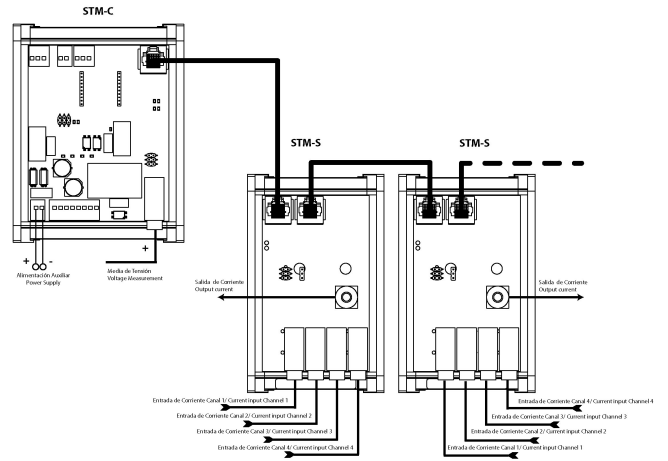 STM-C
STM-S
STM-S
+ -
Alimentación Auxiliar
Power Supply
+
Media de Tensión
Voltage Measurement
Salida de Corriente
Output current
Salida de Corriente
Output current
Entrada de Corriente Canal 1/ Current input Channel 1
Entrada de Corriente Canal 2/ Current input Channel 2
Entrada de Corriente Canal 3/ Current input Channel 3
Entrada de Corriente Canal 4/ Current input Channel 4
Entrada de Corriente Canal 4/ Current input Channel 4
Entrada de Corriente Canal 3/ Current input Channel 3
Entrada de Corriente Canal 2/ Current input Channel 2
Entrada de Corriente Canal 1/ Current input Channel 1